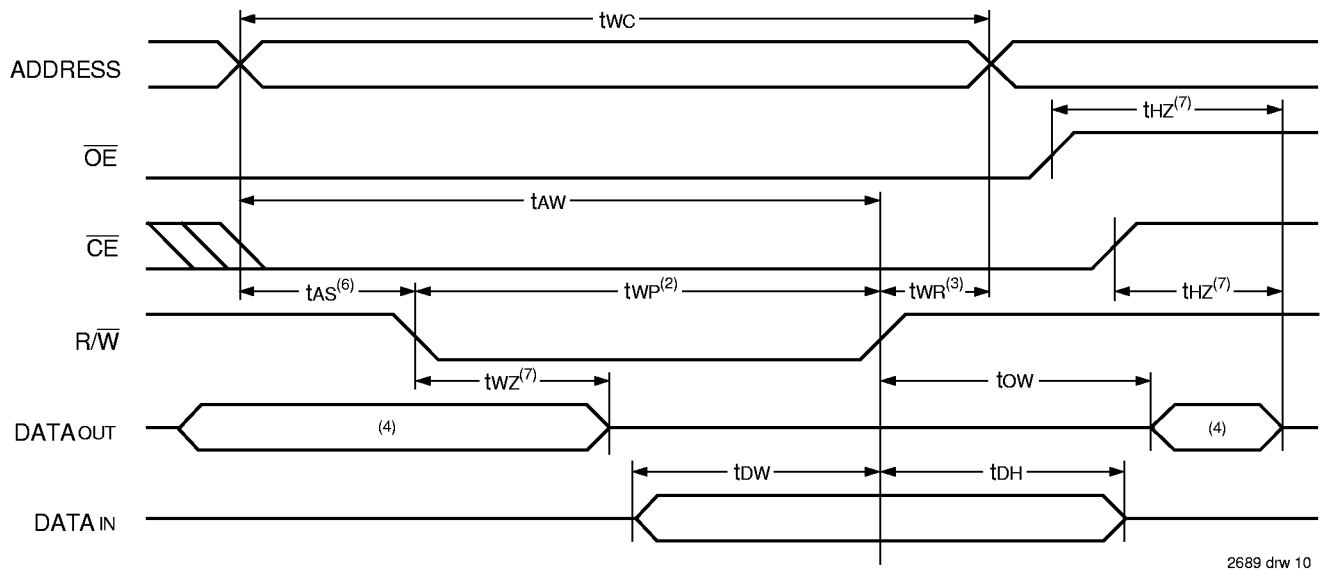 tWC
ADDRESS
tHZ(7)
OE
tAW
CE
tAS(6) tWP(2) tWR(3) tHZ(7)
R/W
tWZ(7) tOW
DATAOUT (4) (4)
tDW tDH
DATAIN
2689 drw 10